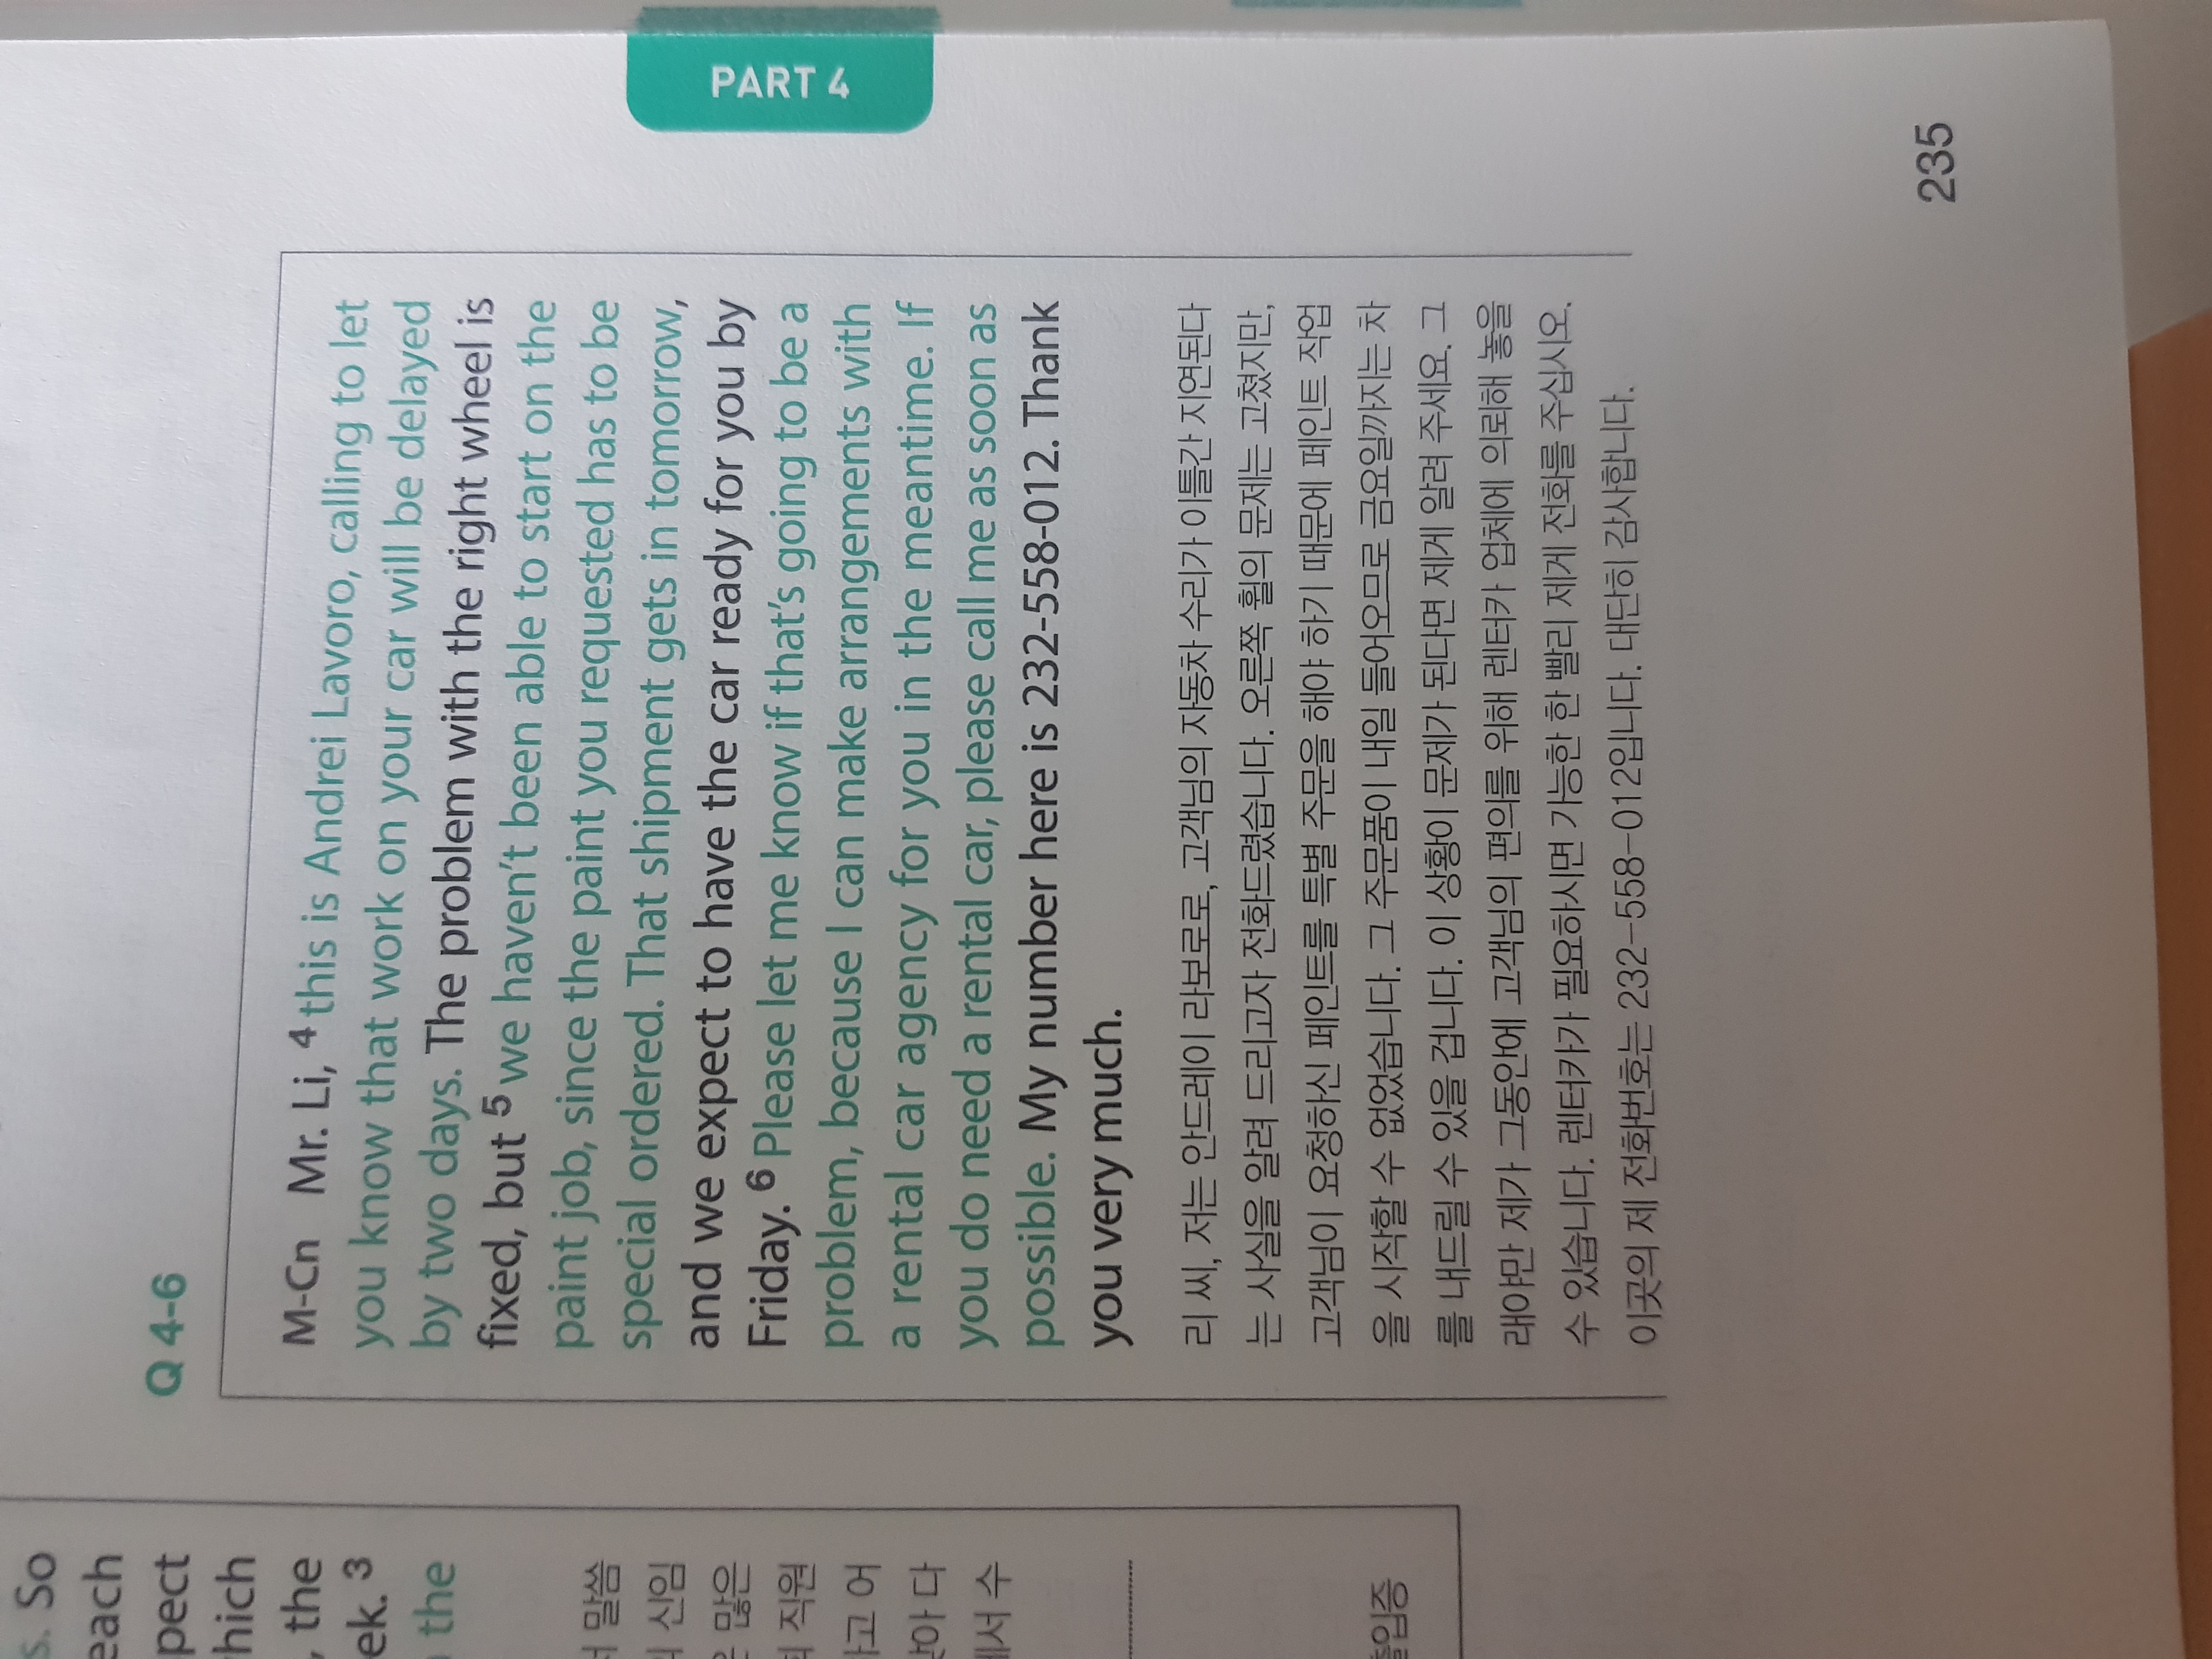 s. So
each
pect
hich
, the
ek. 3
the
말씀
신임
많은
직원
고 어
아 다
서 수
출입증
Q 4-6
M-Cn Mr. Li, 4 this is Andrei Lavoro, calling to let
you know that work on your car will be delayed
by two days. The problem with the right wheel is
fixed, but 5 we haven't been able to start on the
paint job, since the paint you requested has to be
special ordered. That shipment gets in tomorrow,
and we expect to have the car ready for you by
Friday. 6 Please let me know if that's going to be a
problem, because I can make arrangements with
a rental car agency for you in the meantime. If
you do need a rental car, please call me as soon as
possible. My number here is 232-558-012. Thank
you very much.
리 씨, 저는 안드레이 라보로로, 고객님의 자동차 수리가 이틀간 지연된다
는 사실을 알려 드리고자 전화드렸습니다. 오른쪽 휠의 문제는 고쳤지만,
고객님이 요청하신 페인트를 특별 주문을 해야 하기 때문에 페인트 작업
을 시작할 수 없었습니다. 그 주문품이 내일 들어오므로 금요일까지는 차
를 내드릴 수 있을 겁니다. 이 상황이 문제가 된다면 제게 알려 주세요. 그
래야만 제가 그동안에 고객님의 편의를 위해 렌터카 업체에 의뢰해 놓을
수 있습니다. 렌터카가 필요하시면 가능한 한 빨리 제게 전화를 주십시오.
이곳의 제 전화번호는 232-558-012입니다. 대단히 감사합니다.
PART 4
235